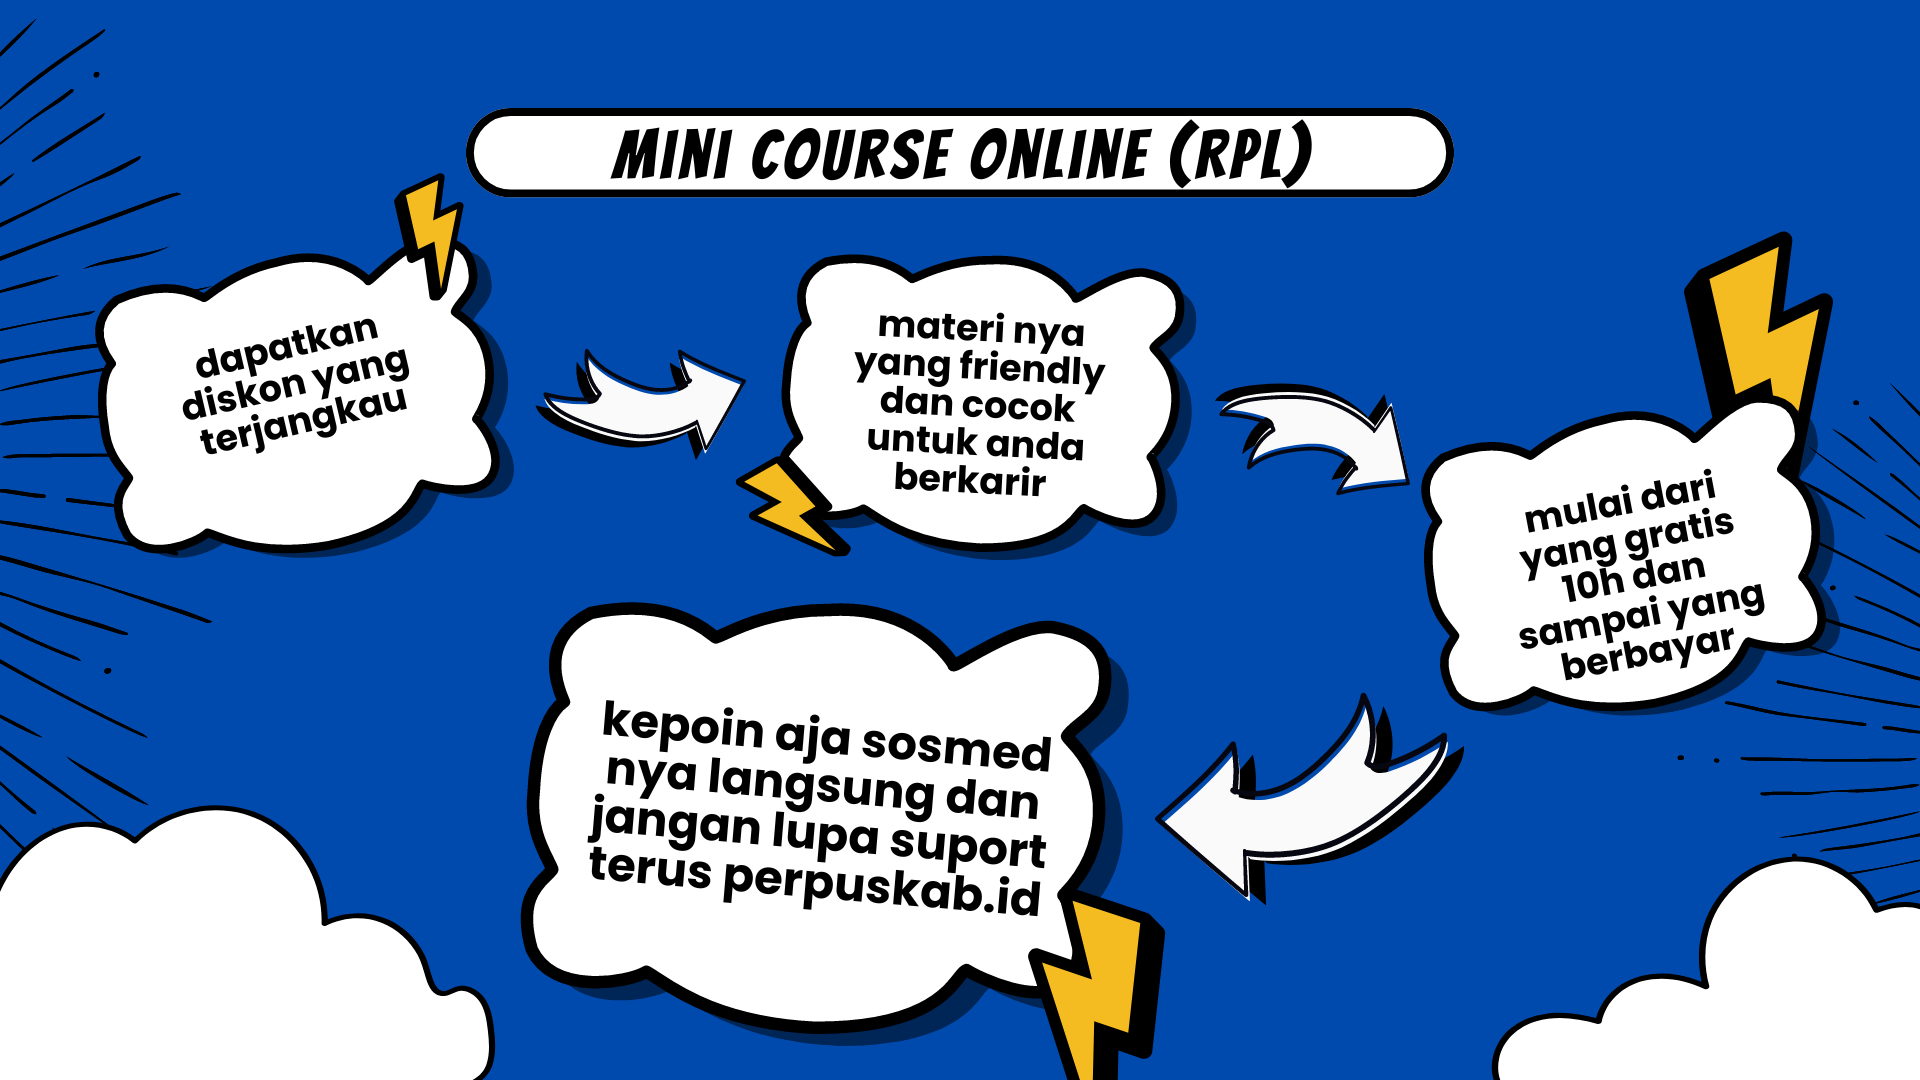 MINI COURSE ONLINE (RPL)
dapatkan
diskon yang
terjangkau
materi nya
yang friendly
dan cocok
untuk anda
berkarir
mulai dari
yang gratis
10h dan
sampai yang
berbayar
kepoin aja sosmed
nya langsung dan
jangan lupa suport
terus perpuskab.id